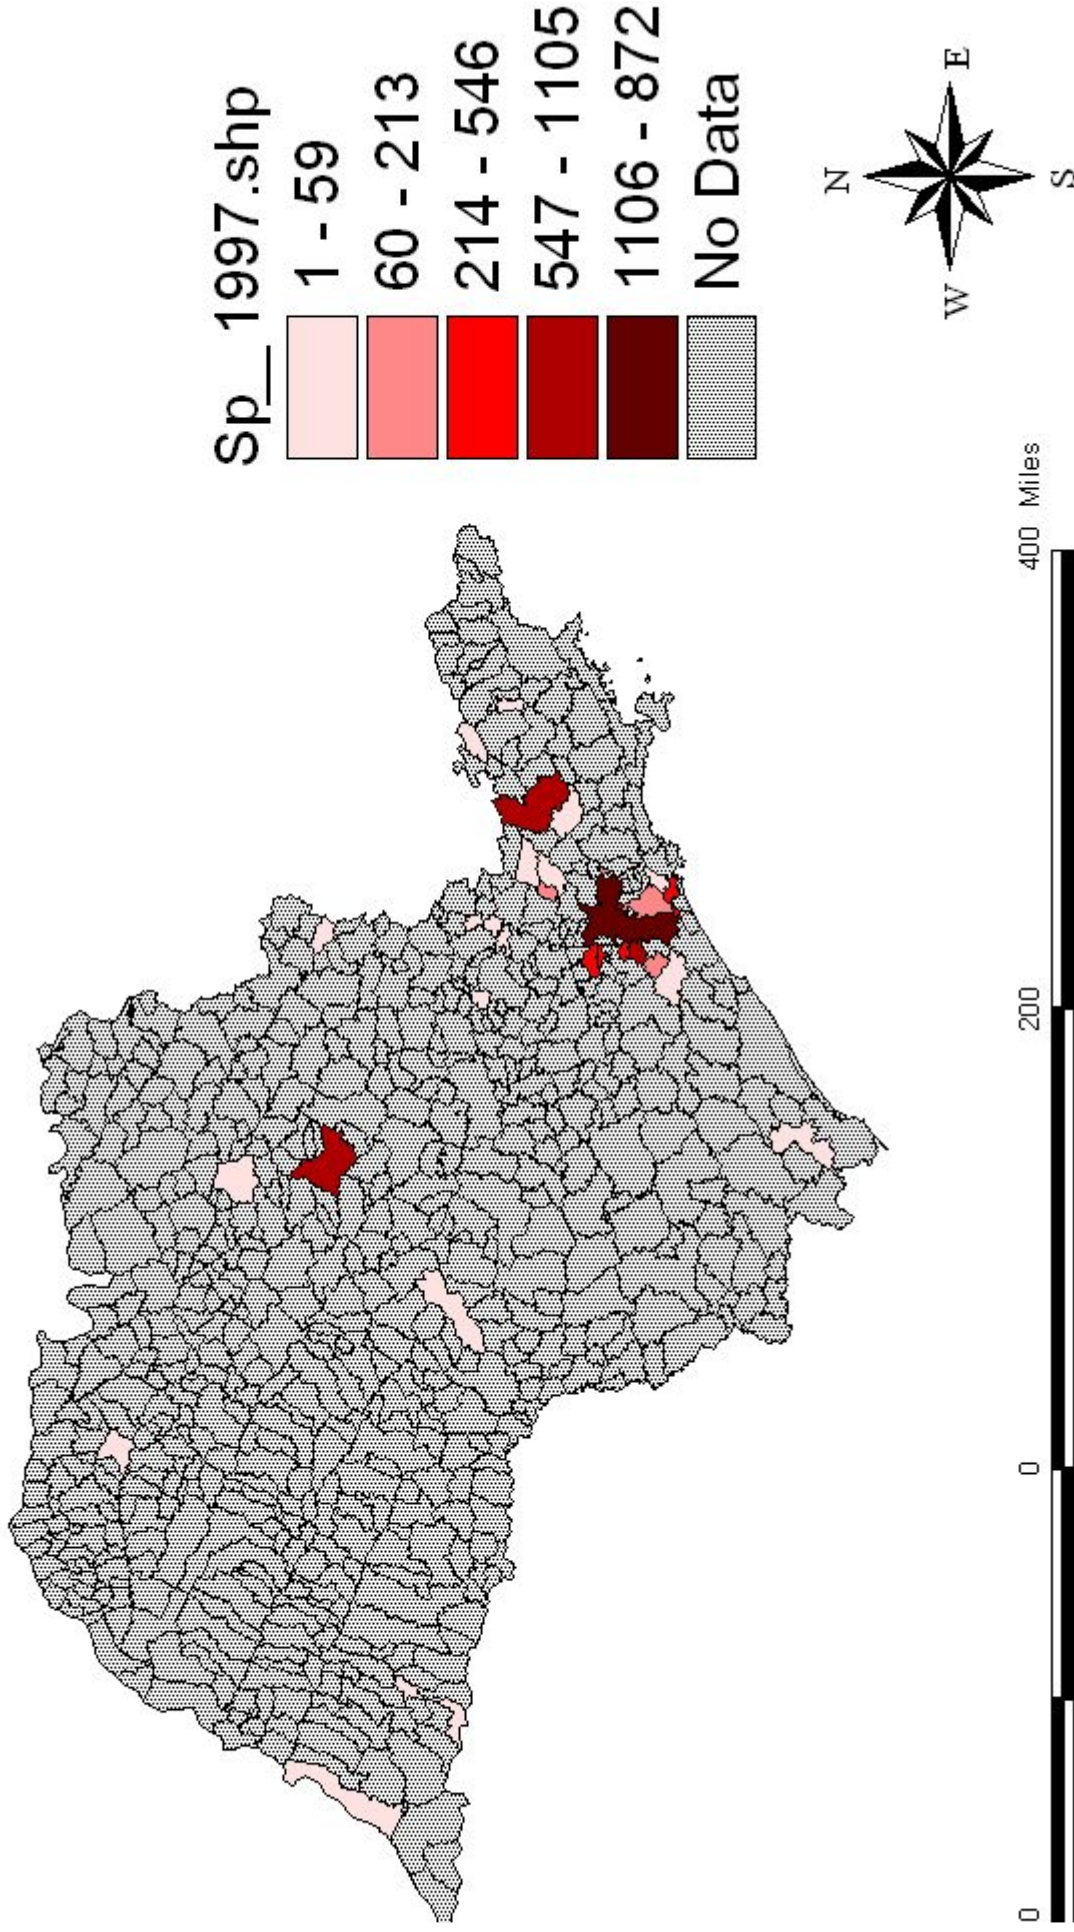 Sp__1997.shp
1 - 59
60 - 213
214 - 546
547 - 1105
1106 - 872
No Data
N
W
E
S
0
0
200
400 Miles